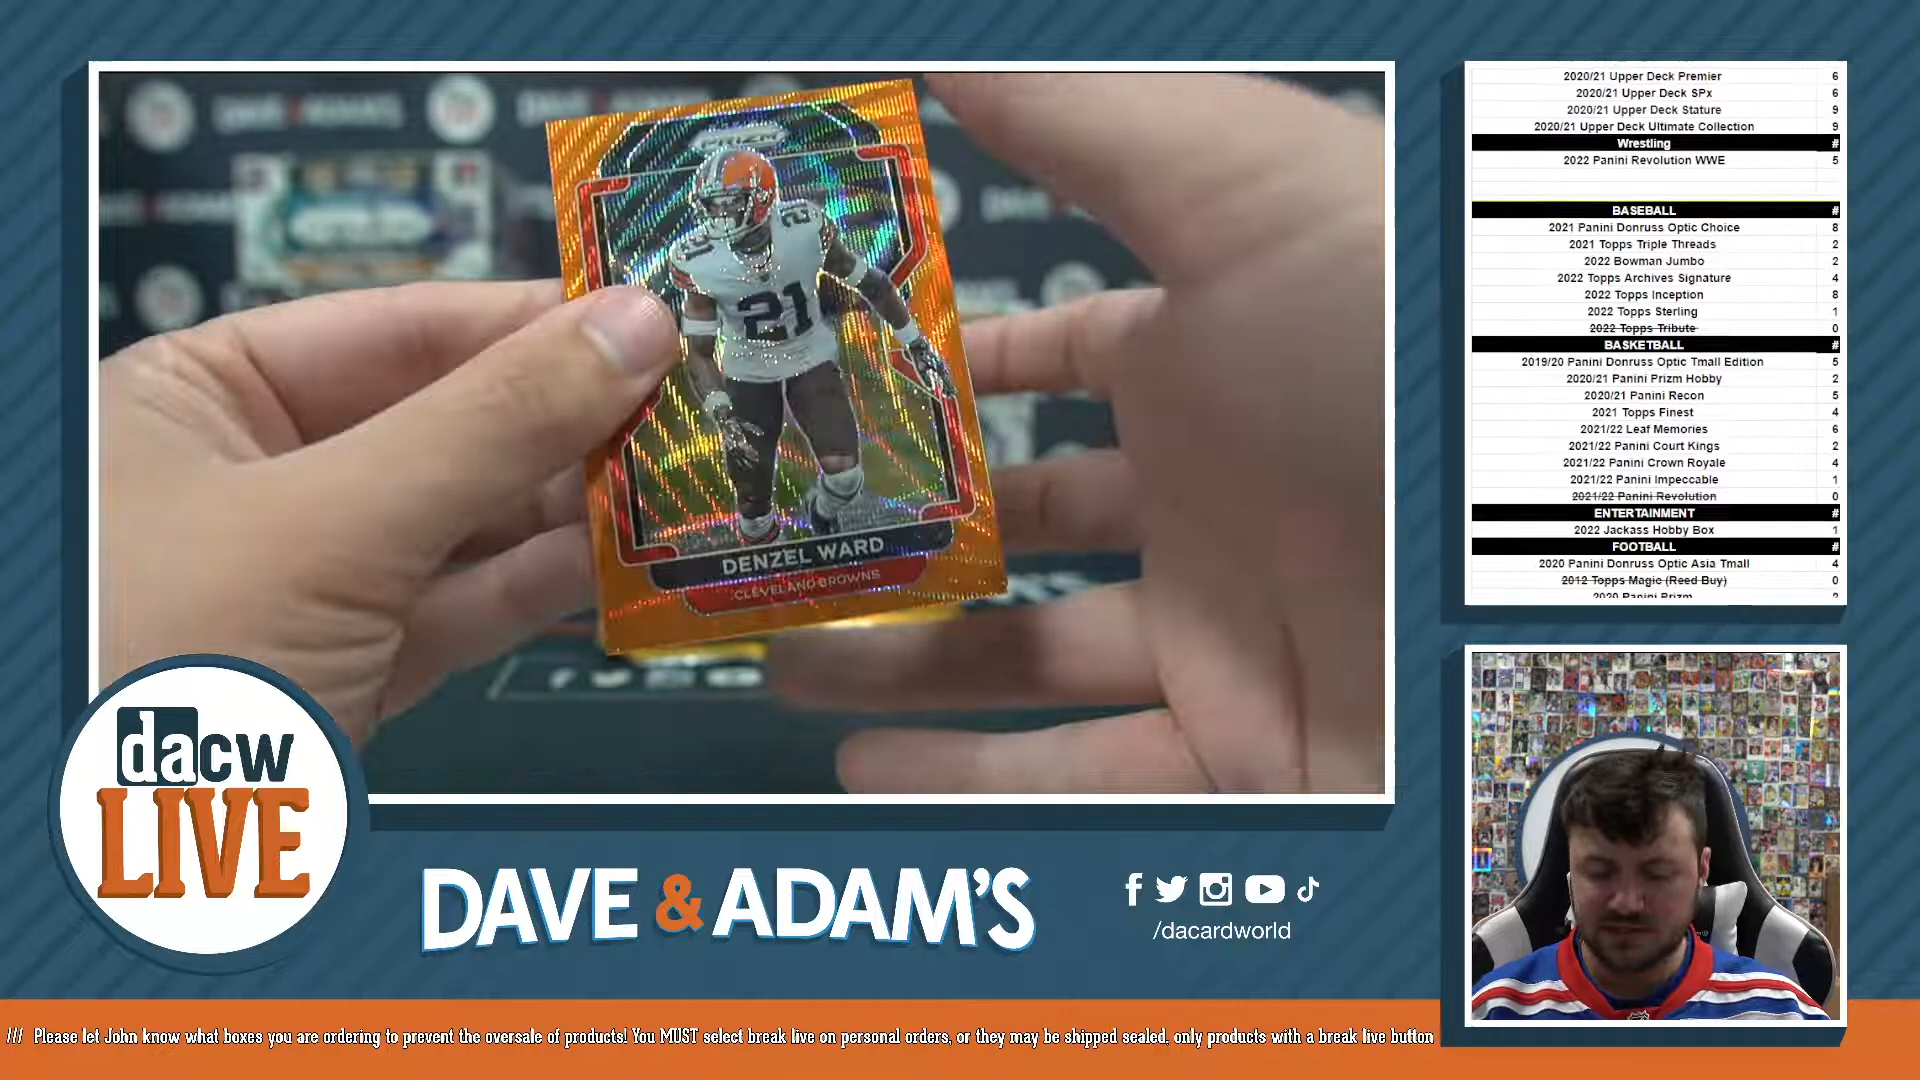 PRIZM
21
21
21
DENZEL WARD
CLEVELAND BROWNS
2020/21 Upper Deck Premier 6
2020/21 Upper Deck SPx 6
2020/21 Upper Deck Stature 9
2020/21 Upper Deck Ultimate Collection 9
Wrestling #
2022 Panini Revolution WWE 5
BASEBALL #
2021 Panini Donruss Optic Choice 8
2021 Topps Triple Threads 2
2022 Bowman Jumbo 2
2022 Topps Archives Signature 4
2022 Topps Inception 8
2022 Topps Sterling 1
2022 Topps Tribute 0
BASKETBALL #
2019/20 Panini Donruss Optic Tmall Edition 5
2020/21 Panini Prizm Hobby 2
2020/21 Panini Recon 5
2021 Topps Finest 4
2021/22 Leaf Memories 6
2021/22 Panini Court Kings 2
2021/22 Panini Crown Royale 4
2021/22 Panini Impeccable 1
2021/22 Panini Revolution 0
ENTERTAINMENT #
2022 Jackass Hobby Box 1
FOOTBALL #
2020 Panini Donruss Optic Asia Tmall 4
2012 Topps Magic (Reed Buy) 0
2020 Panini Prizm 2
dacw
LIVE
DAVE & ADAM'S
/dacardworld
/// Please let John know what boxes you are ordering to prevent the oversale of products! You MUST select break live on personal orders, or they may be shipped sealed. only products with a break live button